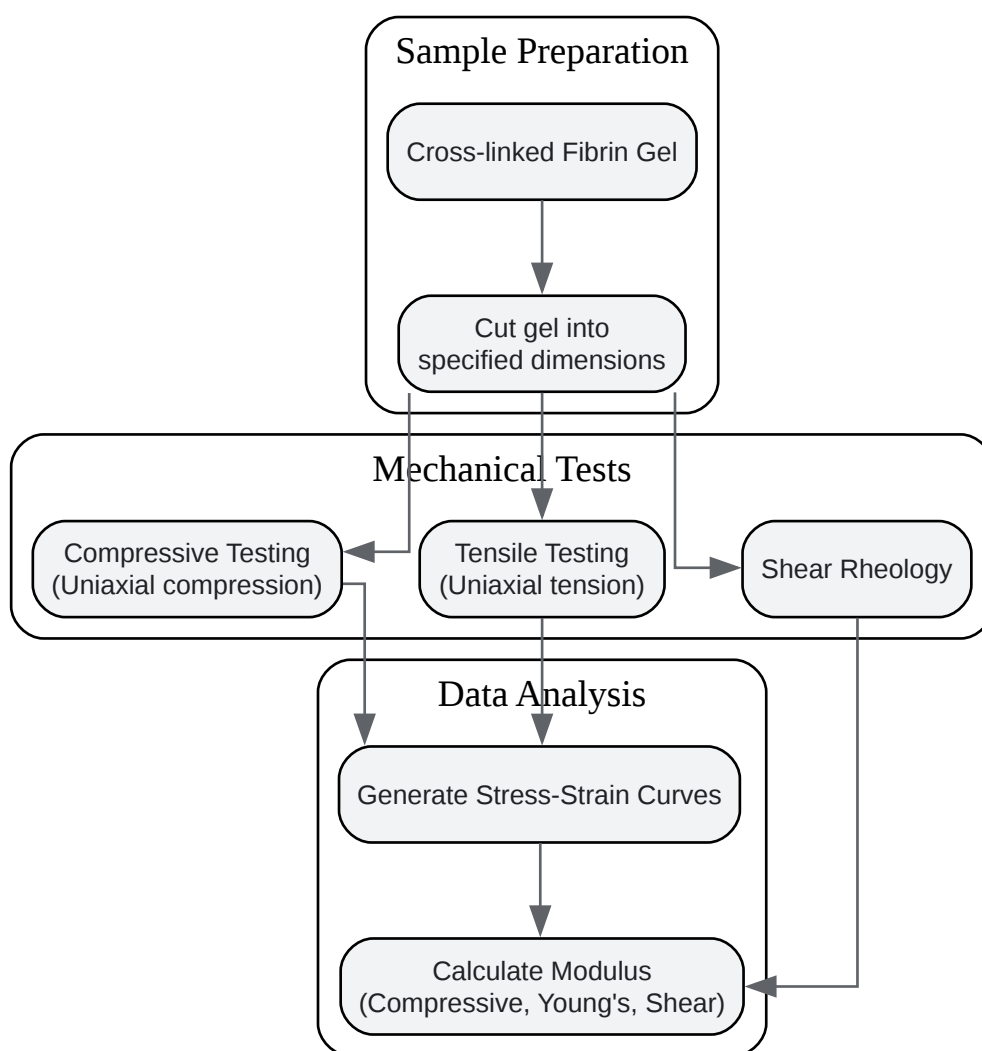 Sample Preparation
Cross-linked Fibrin Gel
Cut gel into
specified dimensions
Mechanical Tests
Compressive Testing
(Uniaxial compression)
Tensile Testing
(Uniaxial tension)
Shear Rheology
Data Analysis
Generate Stress-Strain Curves
Calculate Modulus
(Compressive, Young's, Shear)